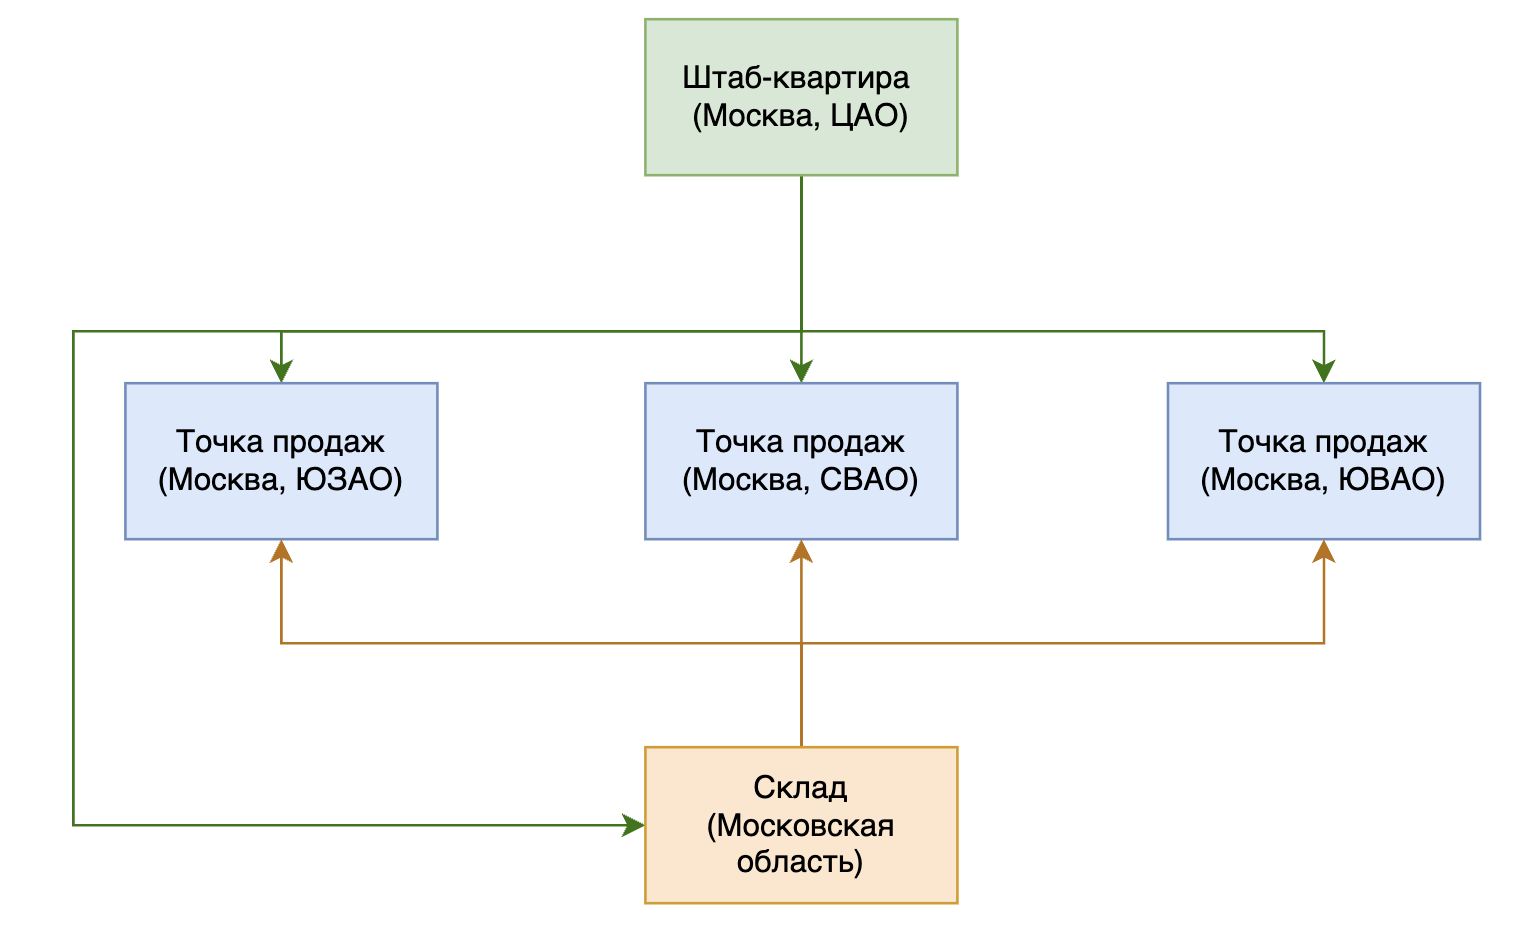 Штаб-квартира
(Москва, ЦАО)
Точка продаж
(Москва, ЮЗАО)
Точка продаж
(Москва, СВАО)
Точка продаж
(Москва, ЮВАО)
Склад
(Московская
область)